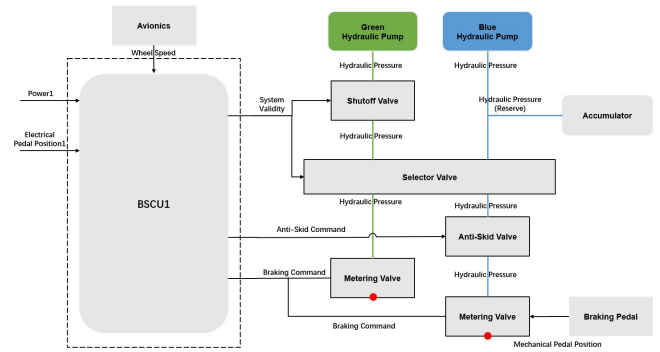 Avionics
Green
Hydraulic Pump
Blue
Hydraulic Pump
Wheel Speed
Hydraulic Pressure
Hydraulic Pressure
Power1
System
Validity
Shutoff Valve
Hydraulic Pressure
(Reserve)
Accumulator
Electrical
Pedal Position1
Hydraulic Pressure
Selector Valve
BSCU1
Hydraulic Pressure
Hydraulic Pressure
Anti-Skid Command
Anti-Skid Valve
Braking Command
Metering Valve
Hydraulic Pressure
Metering Valve
Braking Pedal
Braking Command
Mechanical Pedal Position